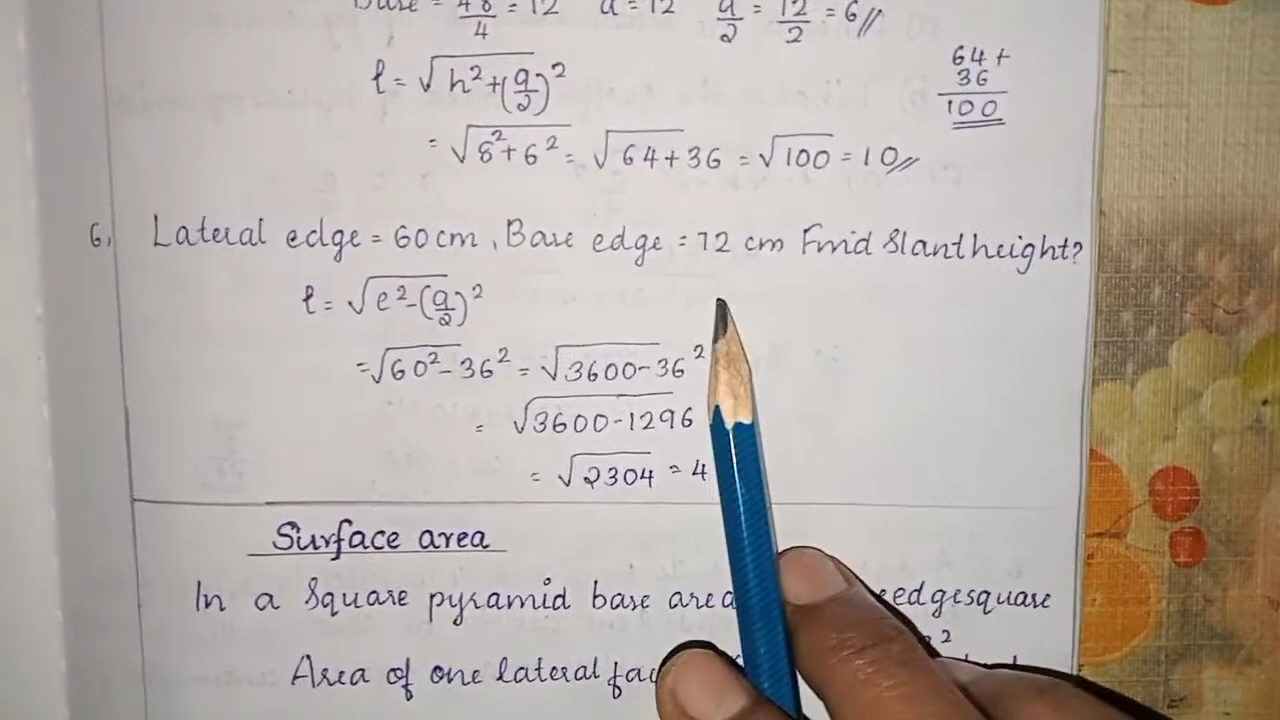 Base = 48/4 = 12 a = 12 a/2 = 12/2 = 6//
l = √h²+(a/2)²
64+
36
100
= √8²+6² = √64+36 = √100 = 10//
6, Lateral edge = 60 cm, Base edge = 72 cm Find Slant height?
l = √e²-(a/2)²
= √60²-36² = √3600-36²
= √3600-1296
= √2304 = 4
Surface area
In a Square pyramid base area edge square
Area of one lateral